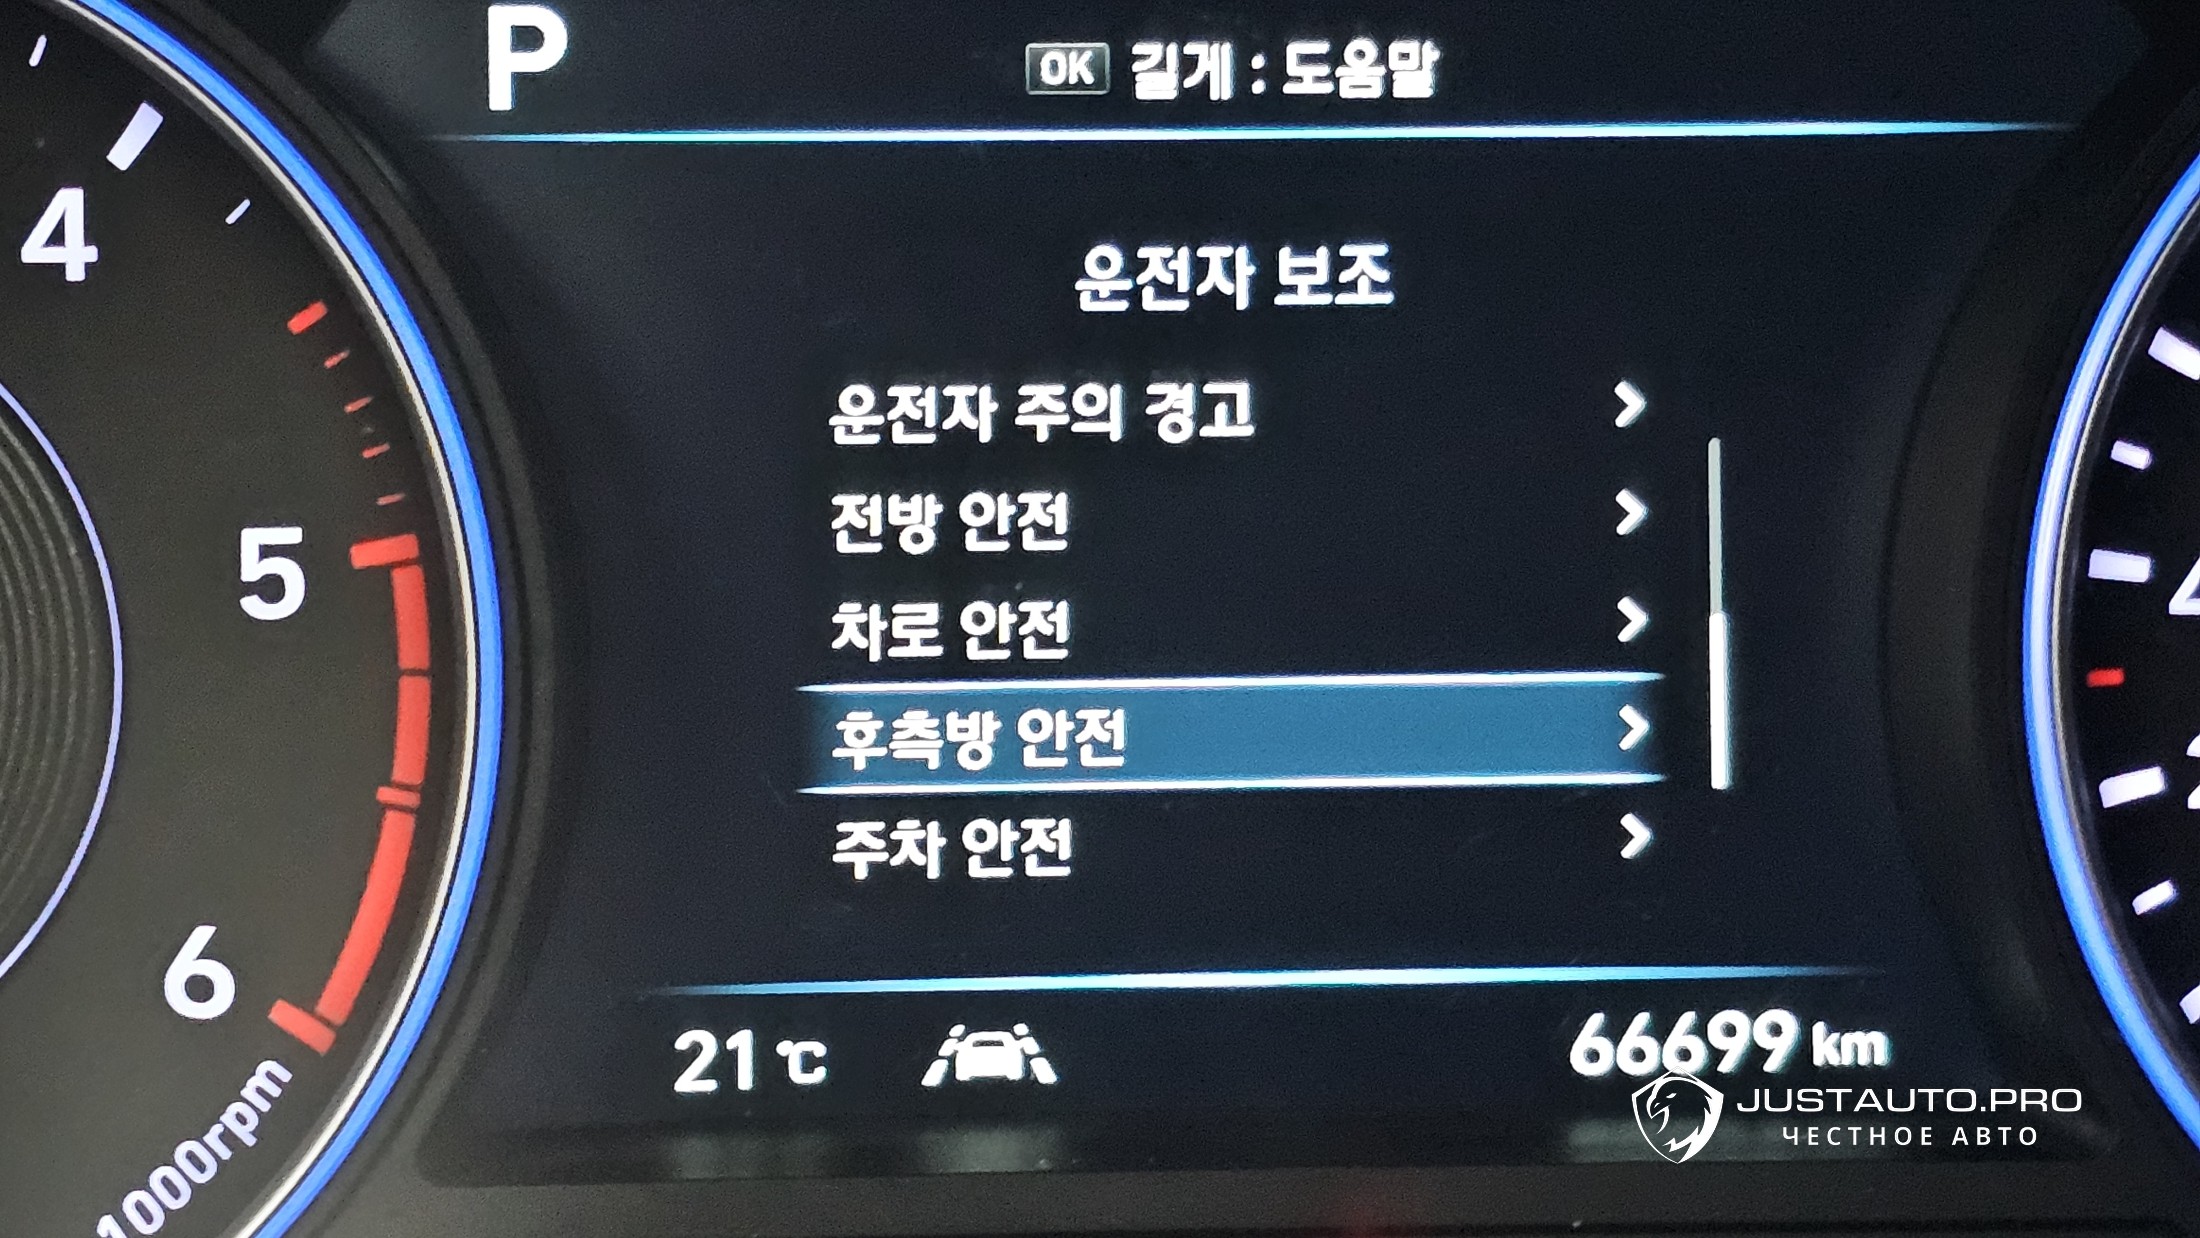 P
OK 길게 : 도움말
운전자 보조
운전자 주의 경고
전방 안전
차로 안전
후측방 안전
주차 안전
4
5
6
1000rpm
21 ℃
66699 km
JUSTAUTO.PRO
ЧЕСТНОЕ АВТО